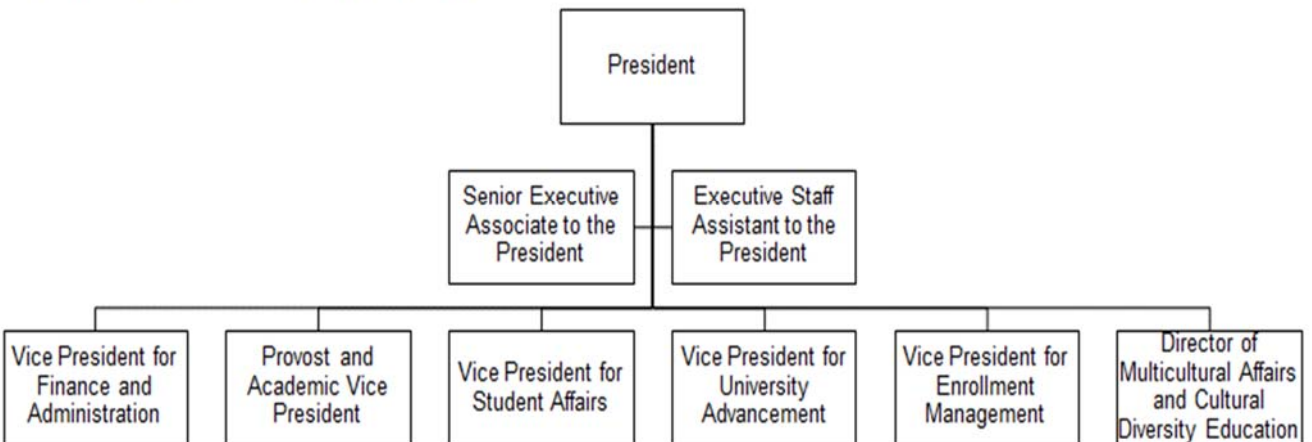 President
Senior Executive
Associate to the
President
Executive Staff
Assistant to the
President
Vice President for
Finance and
Administration
Provost and
Academic Vice
President
Vice President for
Student Affairs
Vice President for
University
Advancement
Vice President for
Enrollment
Management
Director of
Multicultural Affairs
and Cultural
Diversity Education